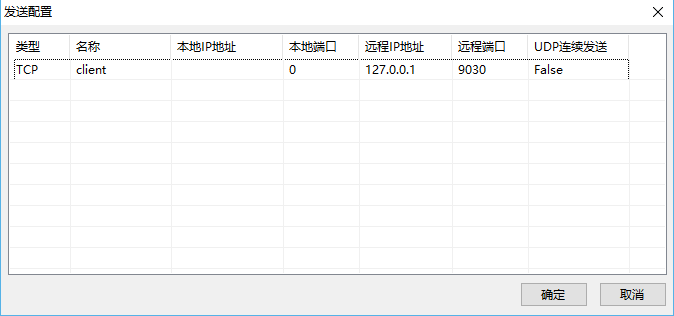 发送配置
类型 名称 本地IP地址 本地端口 远程IP地址 远程端口 UDP连续发送
TCP client 0 127.0.0.1 9030 False
确定 取消